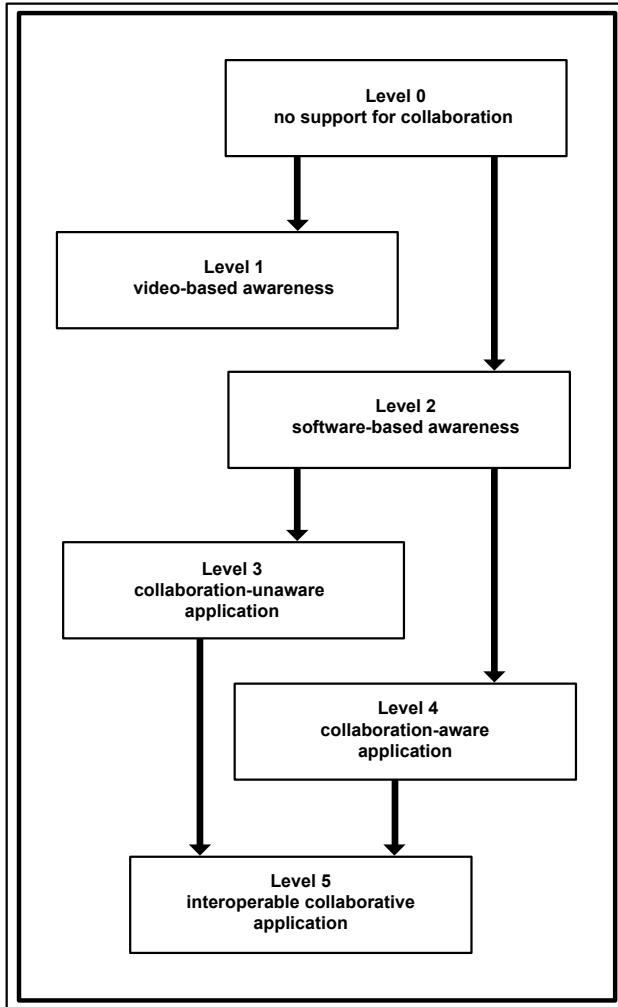 Level 0
no support for collaboration
Level 1
video-based awareness
Level 2
software-based awareness
Level 3
collaboration-unaware
application
Level 4
collaboration-aware
application
Level 5
interoperable collaborative
application